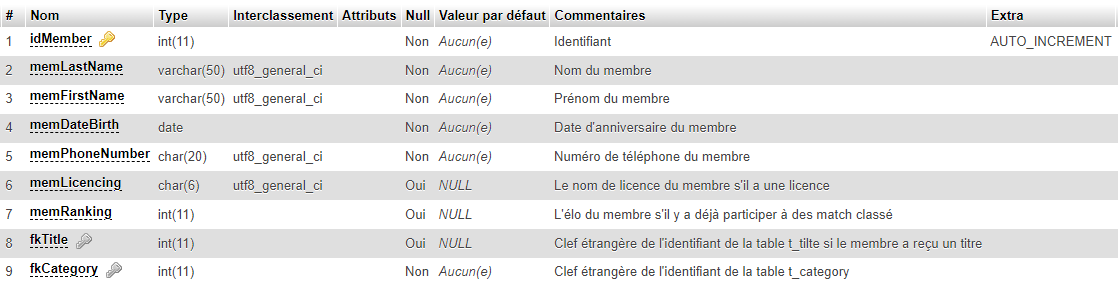 # Nom Type Interclassement Attributs Null Valeur par défaut Commentaires Extra
1 idMember int(11) Non Aucun(e) Identifiant AUTO_INCREMENT
2 memLastName varchar(50) utf8_general_ci Non Aucun(e) Nom du membre
3 memFirstName varchar(50) utf8_general_ci Non Aucun(e) Prénom du membre
4 memDateBirth date Non Aucun(e) Date d'anniversaire du membre
5 memPhoneNumber char(20) utf8_general_ci Non Aucun(e) Numéro de téléphone du membre
6 memLicencing char(6) utf8_general_ci Oui NULL Le nom de licence du membre s'il a une licence
7 memRanking int(11) Oui NULL L'élo du membre s'il y a déjà participer à des match classé
8 fkTitle int(11) Oui NULL Clef étrangère de l'identifiant de la table t_tilte si le membre a reçu un titre
9 fkCategory int(11) Non Aucun(e) Clef étrangère de l'identifiant de la table t_category